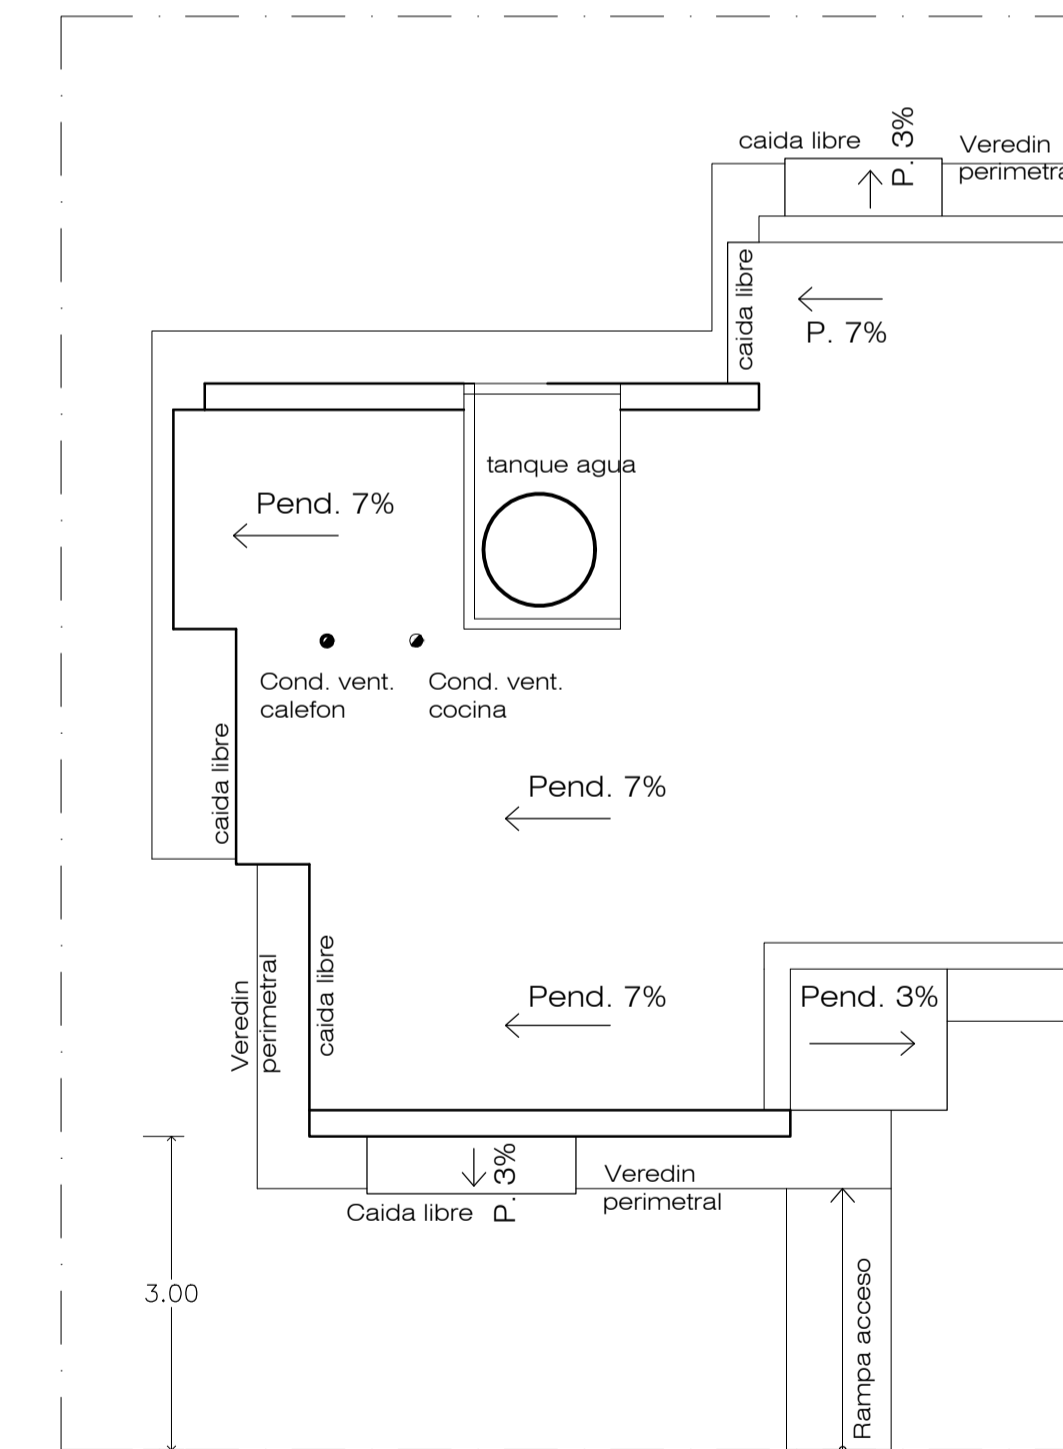 caida libre
P. 3%
Veredin
perimetra
caida libre
P. 7%
tanque agua
Pend. 7%
Cond. vent.
calefon
Cond. vent.
cocina
caida libre
Pend. 7%
Veredin
perimetral
caida libre
Pend. 7%
Pend. 3%
P. 3%
Caida libre
Veredin
perimetral
3.00
Rampa acceso